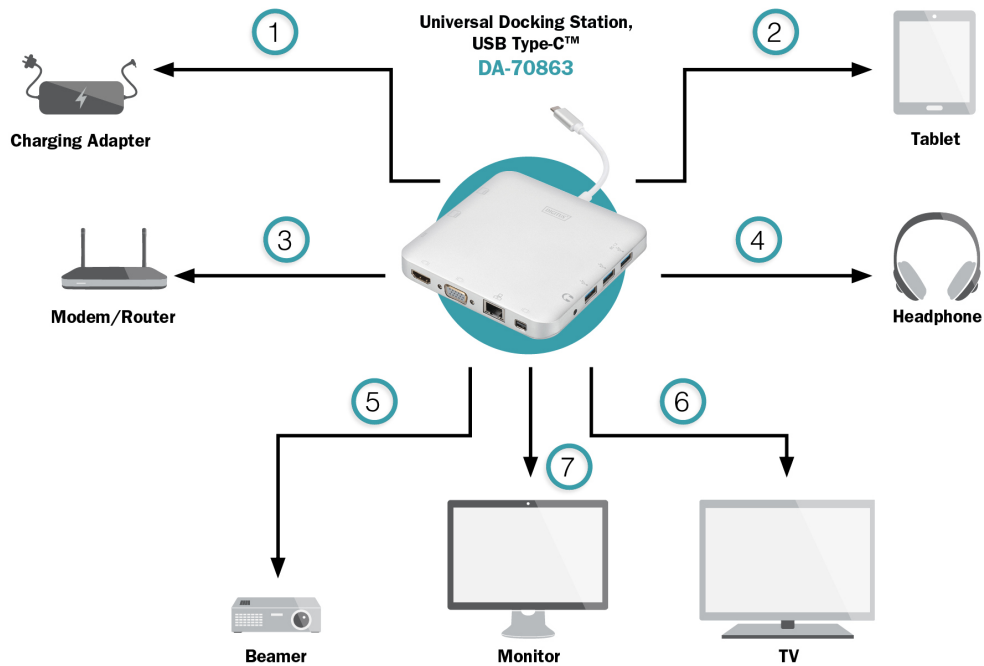 Universal Docking Station,
USB Type-C™
DA-70863
1
2
Charging Adapter
Tablet
3
4
Modem/Router
Headphone
5
6
7
Beamer
Monitor
TV